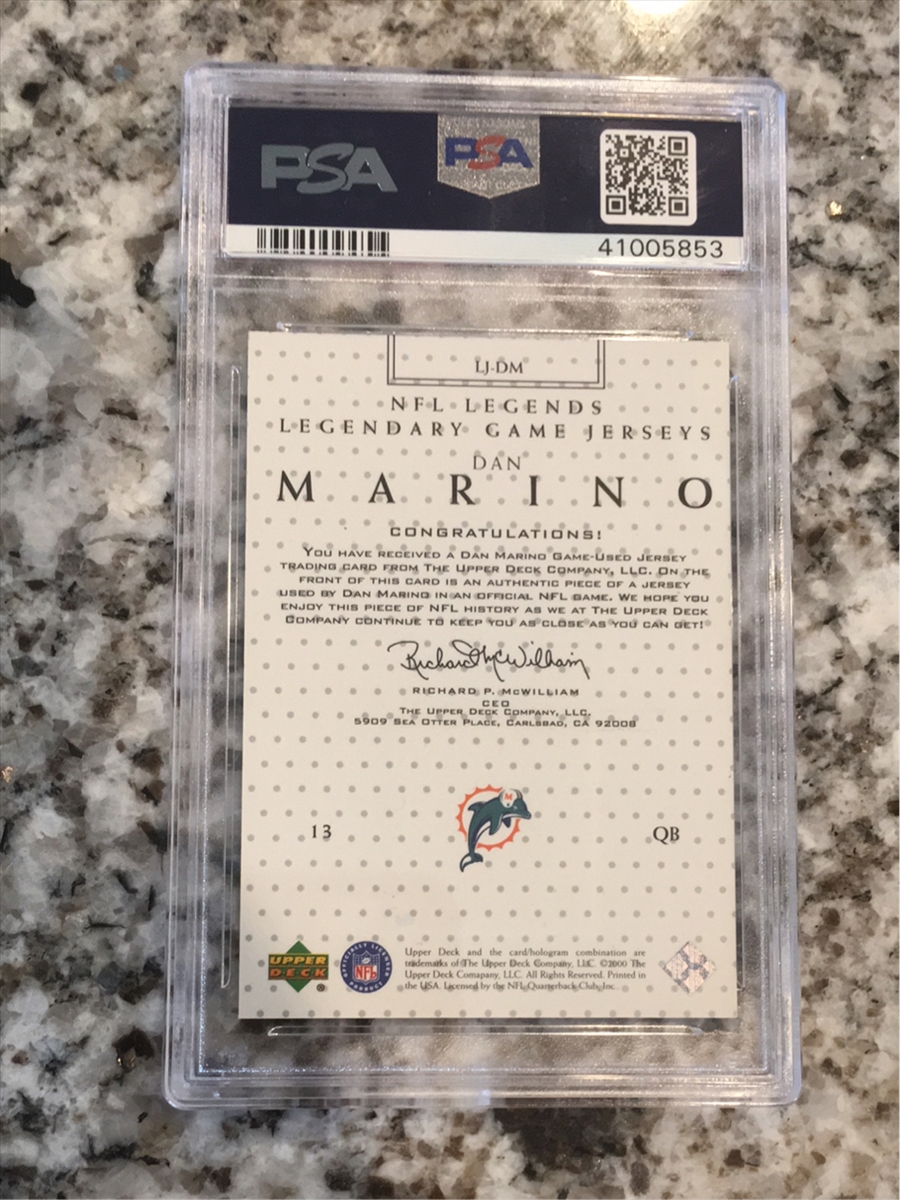 PSA
PSA
41005853
LJ-DM
NFL LEGENDS
LEGENDARY GAME JERSEYS
DAN
MARINO
CONGRATULATIONS!
YOU HAVE RECEIVED A DAN MARINO GAME-USED JERSEY
TRADING CARD FROM THE UPPER DECK COMPANY, LLC. ON THE
FRONT OF THIS CARD IS AN AUTHENTIC PIECE OF A JERSEY
USED BY DAN MARINO IN AN OFFICIAL NFL GAME. WE HOPE YOU
ENJOY THIS PIECE OF NFL HISTORY AS WE AT THE UPPER DECK
COMPANY CONTINUE TO KEEP YOU AS CLOSE AS YOU CAN GET!
Richard McWilliam
RICHARD P. McWILLIAM
CEO
THE UPPER DECK COMPANY, LLC.
5909 SEA OTTER PLACE, CARLSBAD, CA 92008
M
13
QB
UPPER
DECK
®
OFFICIALLY LICENSED
NFL
PRODUCT
Upper Deck and the card/hologram combination are
trademarks of The Upper Deck Company, LLC. ©2000 The
Upper Deck Comapany, LLC. All Rights Reserved. Printed in
the USA. Licensed by the NFL Quarterback Club, Inc.